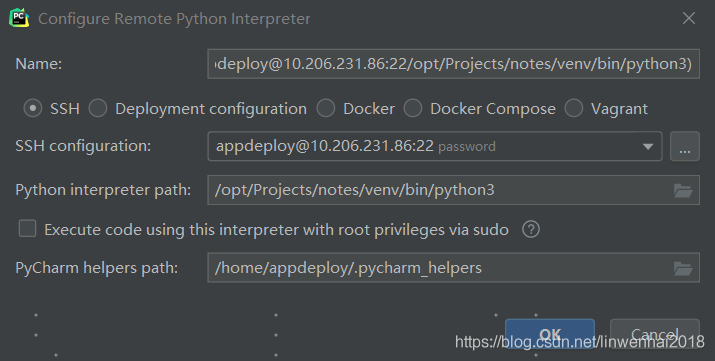 PC Configure Remote Python Interpreter
Name: pdeploy@10.206.231.86:22/opt/Projects/notes/venv/bin/python3)
SSH Deployment configuration Docker Docker Compose Vagrant
SSH configuration: appdeploy@10.206.231.86:22 password ...
Python interpreter path: /opt/Projects/notes/venv/bin/python3
Execute code using this interpreter with root privileges via sudo ?
PyCharm helpers path: /home/appdeploy/.pycharm_helpers
OK Cancel
https://blog.csdn.net/linwenhai2018